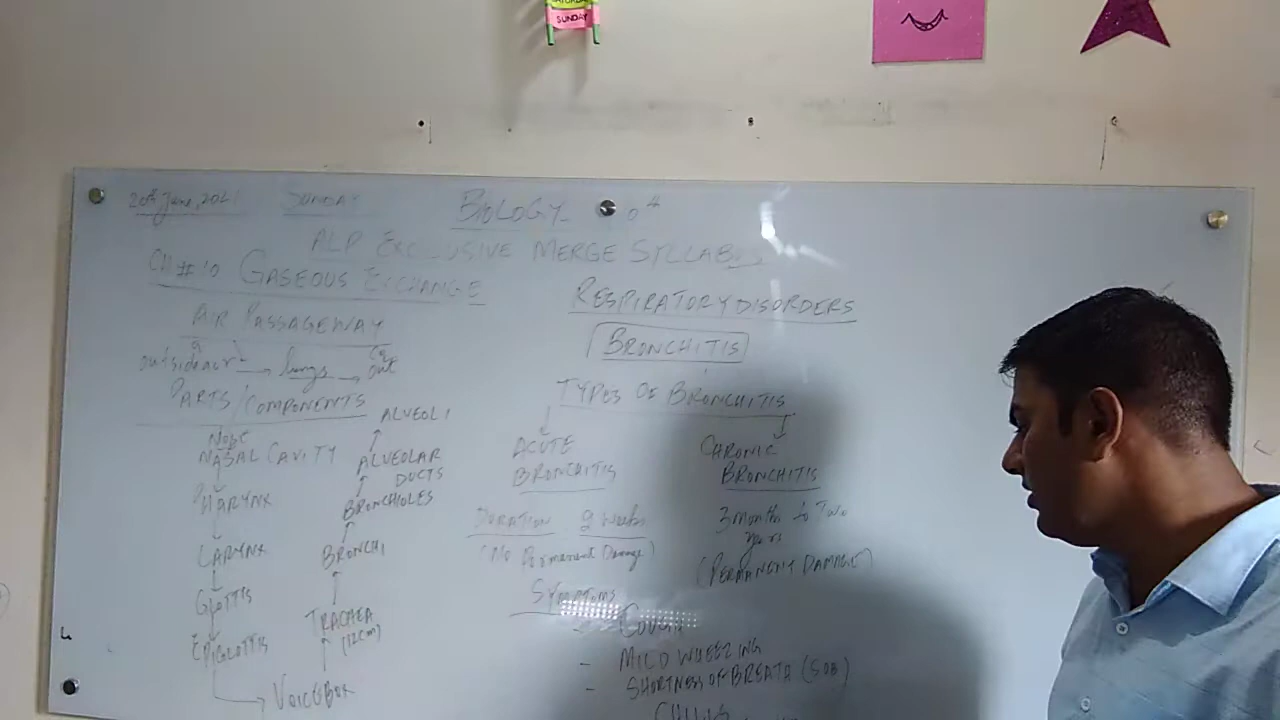 SATURDAY
SUNDAY
20th June, 2021 SUNDAY BIOLOGY
ALP EXCLUSIVE MERGE SYLLABUS
CH # 10 GASEOUS EXCHANGE
AIR PASSAGEWAY
outside air → lungs → out
PARTS/COMPONENTS
NOSE
NASAL CAVITY
PHARYNX
LARYNX
GLOTTIS
EPIGLOTTIS
VOICEBOX
TRACHEA
(12cm)
BRONCHI
BRONCHIOLES
ALVEOLAR
DUCTS
ALVEOLI
RESPIRATORY DISORDERS
BRONCHITIS
TYPES OF BRONCHITIS
ACUTE
BRONCHITIS
CHRONIC
BRONCHITIS
DURATION 2 weeks
3 months to Two
years
(No Permanent Damage)
(PERMANENT DAMAGE)
SYMPTOMS
- COUGH
- MILD WHEEZING
- SHORTNESS OF BREATH (SOB)
CHILLS